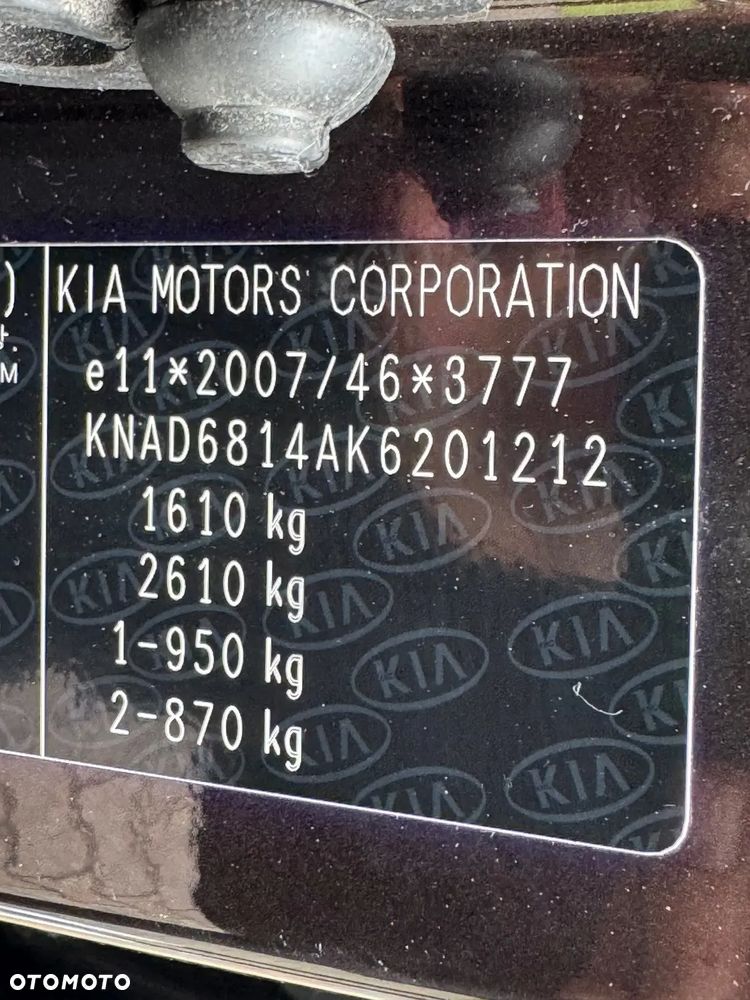 KIA MOTORS CORPORATION
e11*2007/46*3777
KNAD6814AK6201212
1610 kg
2610 kg
1-950 kg
2-870 kg
)
M
OTOMOTO